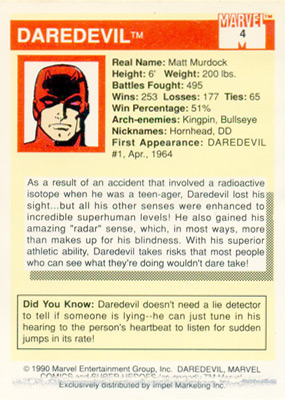 MARVEL™
DAREDEVIL™
4
M
Real Name: Matt Murdock
Height: 6' Weight: 200 lbs.
Battles Fought: 495
Wins: 253 Losses: 177 Ties: 65
Win Percentage: 51%
Arch-enemies: Kingpin, Bullseye
Nicknames: Hornhead, DD
First Appearance: DAREDEVIL
#1, Apr., 1964
As a result of an accident that involved a radioactive
isotope when he was a teen-ager, Daredevil lost his
sight...but all his other senses were enhanced to
incredible superhuman levels! He also gained his
amazing "radar" sense, which, in most ways, more
than makes up for his blindness. With his superior
athletic ability, Daredevil takes risks that most people
who can see what they're doing wouldn't dare take!
Did You Know: Daredevil doesn't need a lie detector
to tell if someone is lying--he can just tune in his
hearing to the person's heartbeat to listen for sudden
jumps in its rate!
© 1990 Marvel Entertainment Group, Inc. DAREDEVIL, MARVEL
COMICS and SUPER HEROES
Exclusively distributed by Impel Marketing Inc.